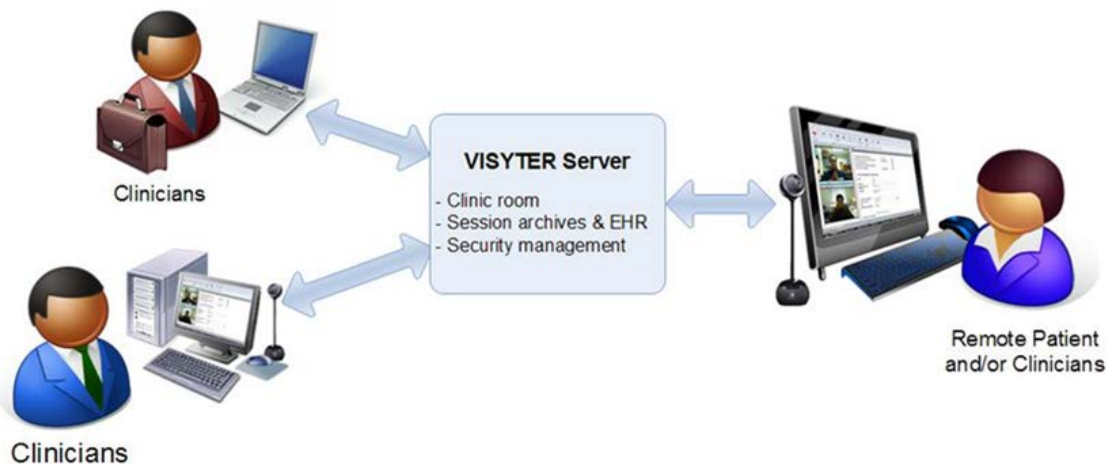 Clinicians
VISYTER Server
- Clinic room
- Session archives & EHR
- Security management
Remote Patient
and/or Clinicians
Clinicians